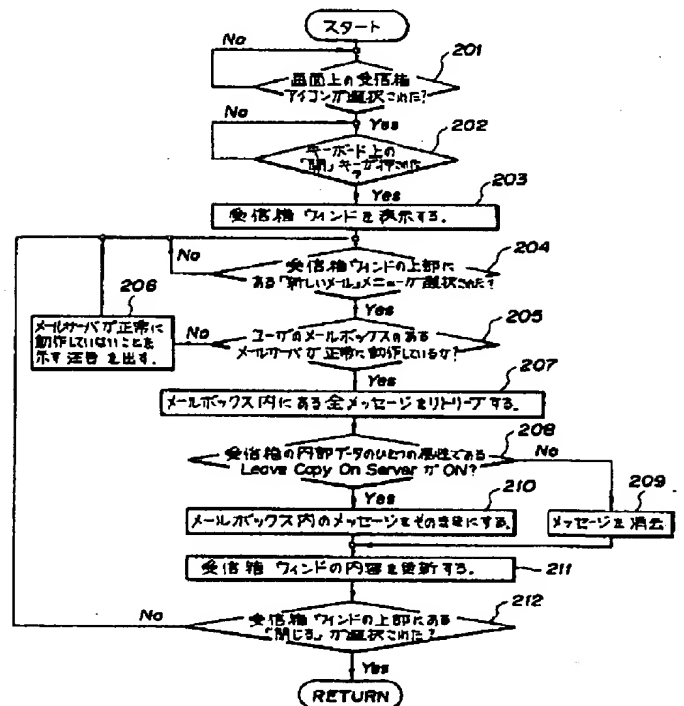 スタート
No
201
画面上の受信箱
アイコンが選択された?
No
Yes
202
キーボード上の
「開」キーが押された
?
Yes
203
受信箱ウィンドを表示する。
206
No
204
受信箱ウィンドの上部に
ある「新しいメール」メニューが選択された?
Yes
205
メールサーバが正常に
動作していないことを
示す
を出す。
No
ユーザのメールボックスのある
メールサーバが正常に動作しているか?
Yes
207
メールボックス内にある全メッセージをリトリーブする。
208
受信箱の内部データのひとつの属性である
Leave Copy On Server がON?
No
Yes
210
209
メールボックス内のメッセージをそのままにする。
メッセージを消去
211
受信箱ウィンドの内容を更新する。
No
212
受信箱ウィンドの上部にある
「閉じる」が選択された?
Yes
RETURN